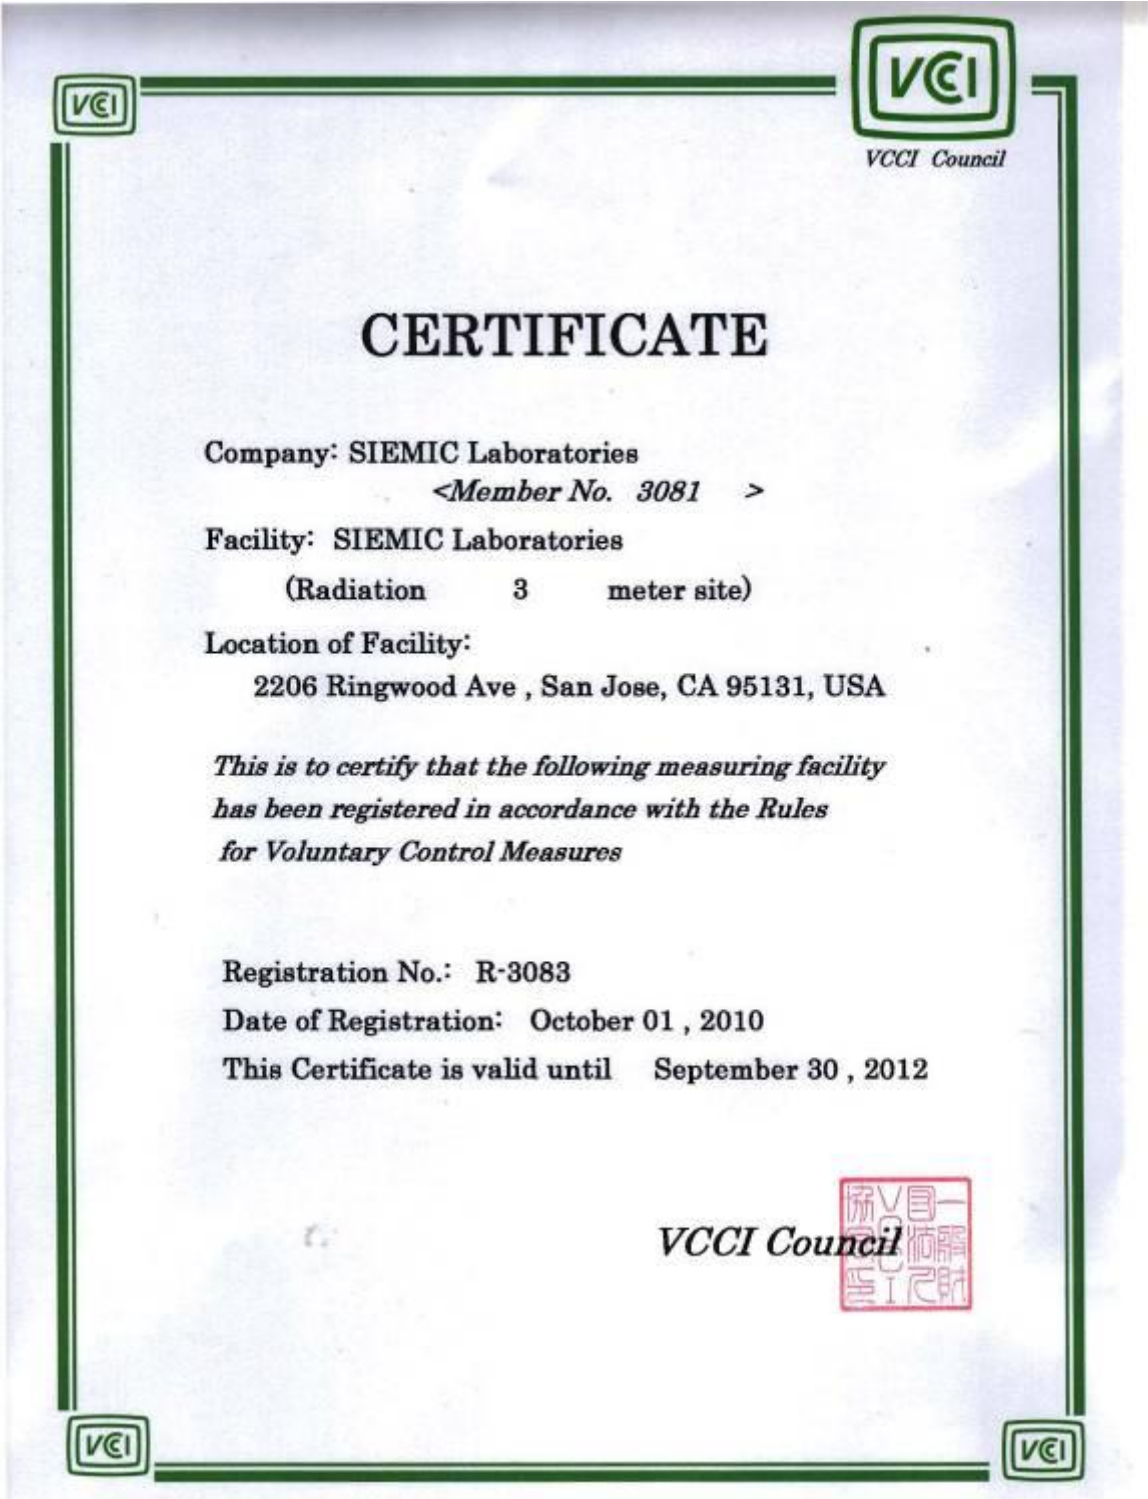 VCCI
VCCI
VCCI Council
CERTIFICATE
Company: SIEMIC Laboratories
<Member No. 3081 >
Facility: SIEMIC Laboratories
(Radiation 3 meter site)
Location of Facility:
2206 Ringwood Ave , San Jose, CA 95131, USA
This is to certify that the following measuring facility
has been registered in accordance with the Rules
for Voluntary Control Measures
Registration No.: R-3083
Date of Registration: October 01 , 2010
This Certificate is valid until September 30 , 2012
VCCI Council
VCCI
VCCI